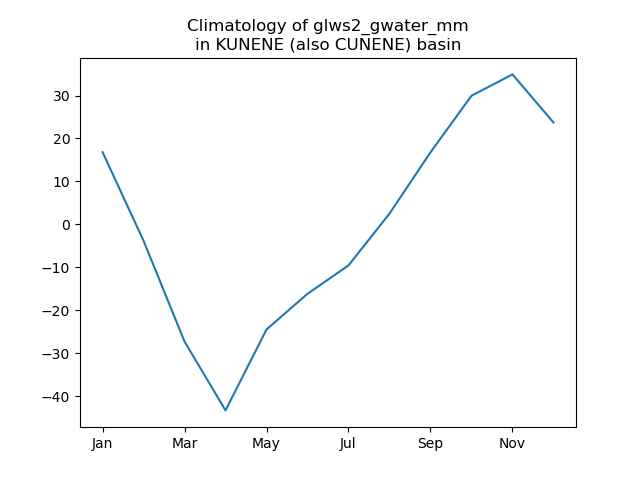 Climatology of glws2_gwater_mm
in KUNENE (also CUNENE) basin
30
20
10
0
−10
−20
−30
−40
Jan Mar May Jul Sep Nov